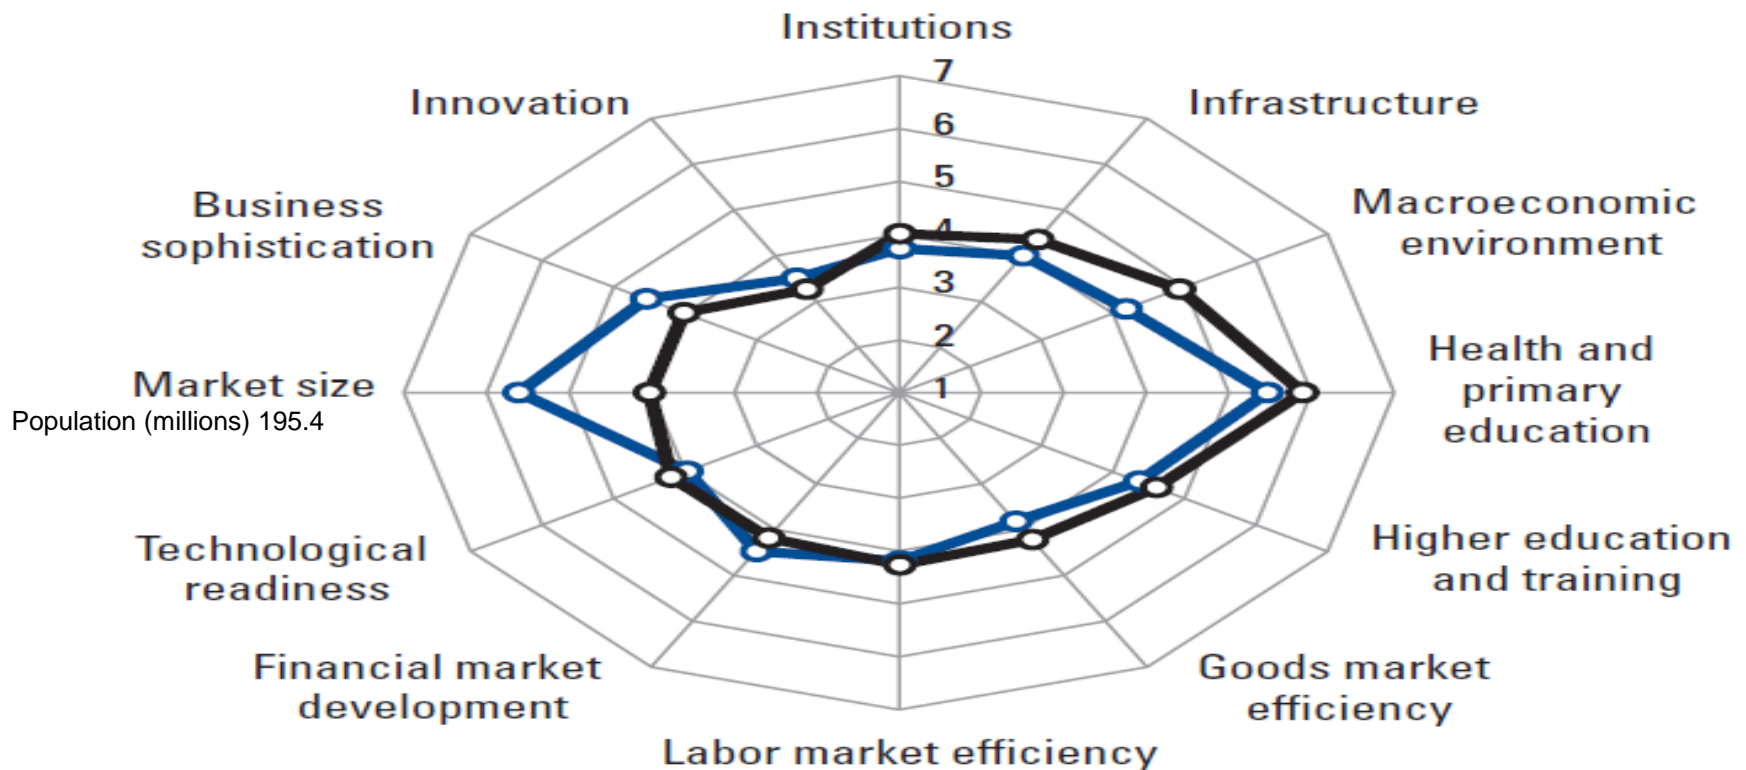 Institutions
7
6
5
4
3
2
1
Infrastructure
Macroeconomic
environment
Health and
primary
education
Higher education
and training
Goods market
efficiency
Labor market efficiency
Financial market
development
Technological
readiness
Market size
Population (millions) 195.4
Business
sophistication
Innovation